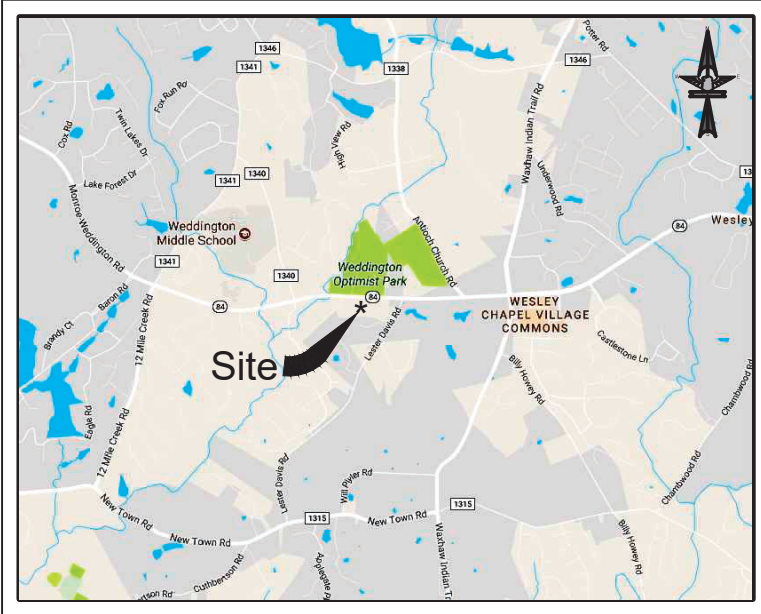 1346
1341
1338
1346
Potter Rd
Cox Rd
Fox Run Rd
Twin Lakes Dr
High View Rd
Waxhaw Indian Trail Rd
Underwood Rd
Lake Forest Dr
1341
1340
13
Monroe-Weddington Rd
Weddington
Middle School
Antioch Church Rd
84
Wesley
1341
1340
Weddington
Optimist Park
84
84
Baron Rd
Brandy Ct
12 Mile Creek Rd
WESLEY
CHAPEL VILLAGE
COMMONS
Lester Davis Rd
Castlestone Ln
Site
Billy Howey Rd
Chambwood Rd
Eagle Rd
12 Mile Creek Rd
Chambwood Rd
Lester Davis Rd
Will Plyler Rd
New Town Rd
1315
New Town Rd
1315
New Town Rd
Waxhaw Indian Tr
Billy Howey Rd
Applegate Rd
Cuthbertson Rd
ertson Rd